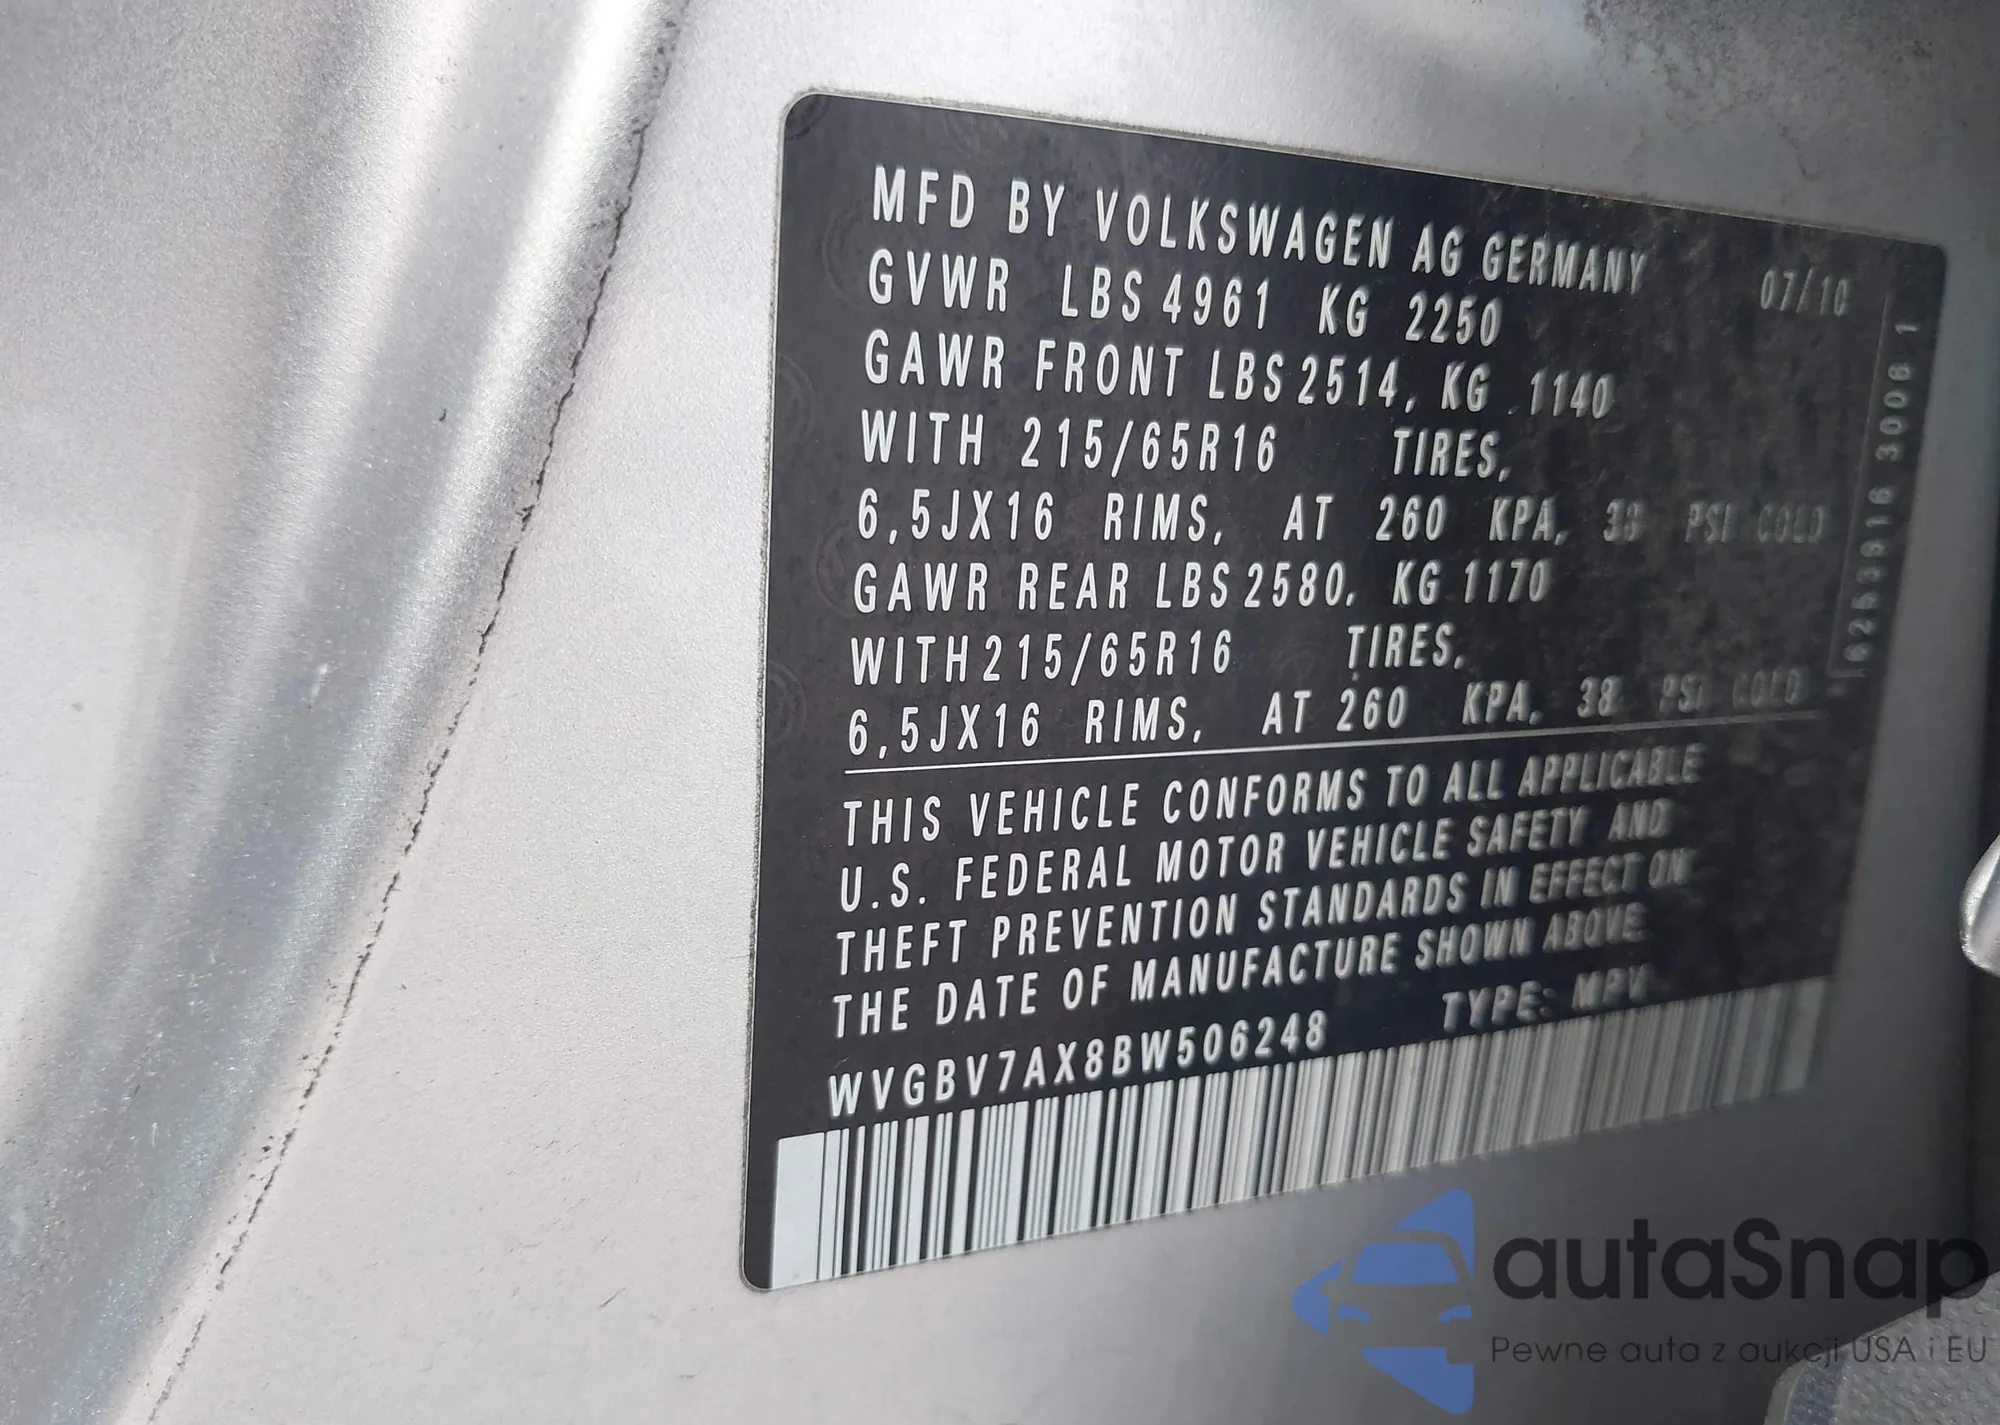 MFD BY VOLKSWAGEN AG GERMANY 07/10
GVWR LBS 4961 KG 2250
GAWR FRONT LBS 2514, KG 1140
WITH 215/65R16 TIRES,
6,5JX16 RIMS, AT 260 KPA, 38 PSI COLD
GAWR REAR LBS 2580, KG 1170
WITH 215/65R16 TIRES,
6,5JX16 RIMS, AT 260 KPA, 38 PSI COLD
THIS VEHICLE CONFORMS TO ALL APPLICABLE
U.S. FEDERAL MOTOR VEHICLE SAFETY AND
THEFT PREVENTION STANDARDS IN EFFECT ON
THE DATE OF MANUFACTURE SHOWN ABOVE.
WVGBV7AX8BW506248 TYPE: MPV
autaSnap
Pewne auta z aukcji USA i EU